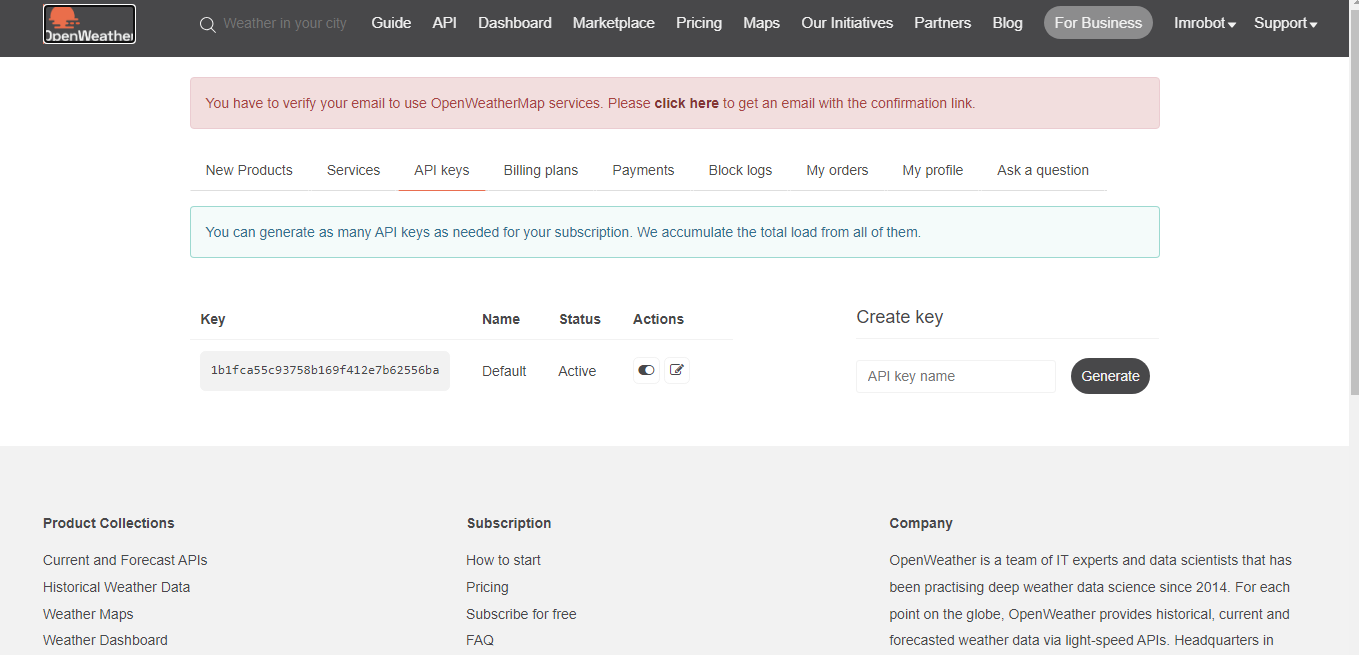 OpenWeather
Weather in your city Guide API Dashboard Marketplace Pricing Maps Our Initiatives Partners Blog For Business Imrobot Support
You have to verify your email to use OpenWeatherMap services. Please click here to get an email with the confirmation link.
New Products Services API keys Billing plans Payments Block logs My orders My profile Ask a question
You can generate as many API keys as needed for your subscription. We accumulate the total load from all of them.
Key Name Status Actions
1b1fca55c93758b169f412e7b62556ba Default Active
Create key
API key name Generate
Product Collections
Current and Forecast APIs
Historical Weather Data
Weather Maps
Weather Dashboard
Subscription
How to start
Pricing
Subscribe for free
FAQ
Company
OpenWeather is a team of IT experts and data scientists that has
been practising deep weather data science since 2014. For each
point on the globe, OpenWeather provides historical, current and
forecasted weather data via light-speed APIs. Headquarters in